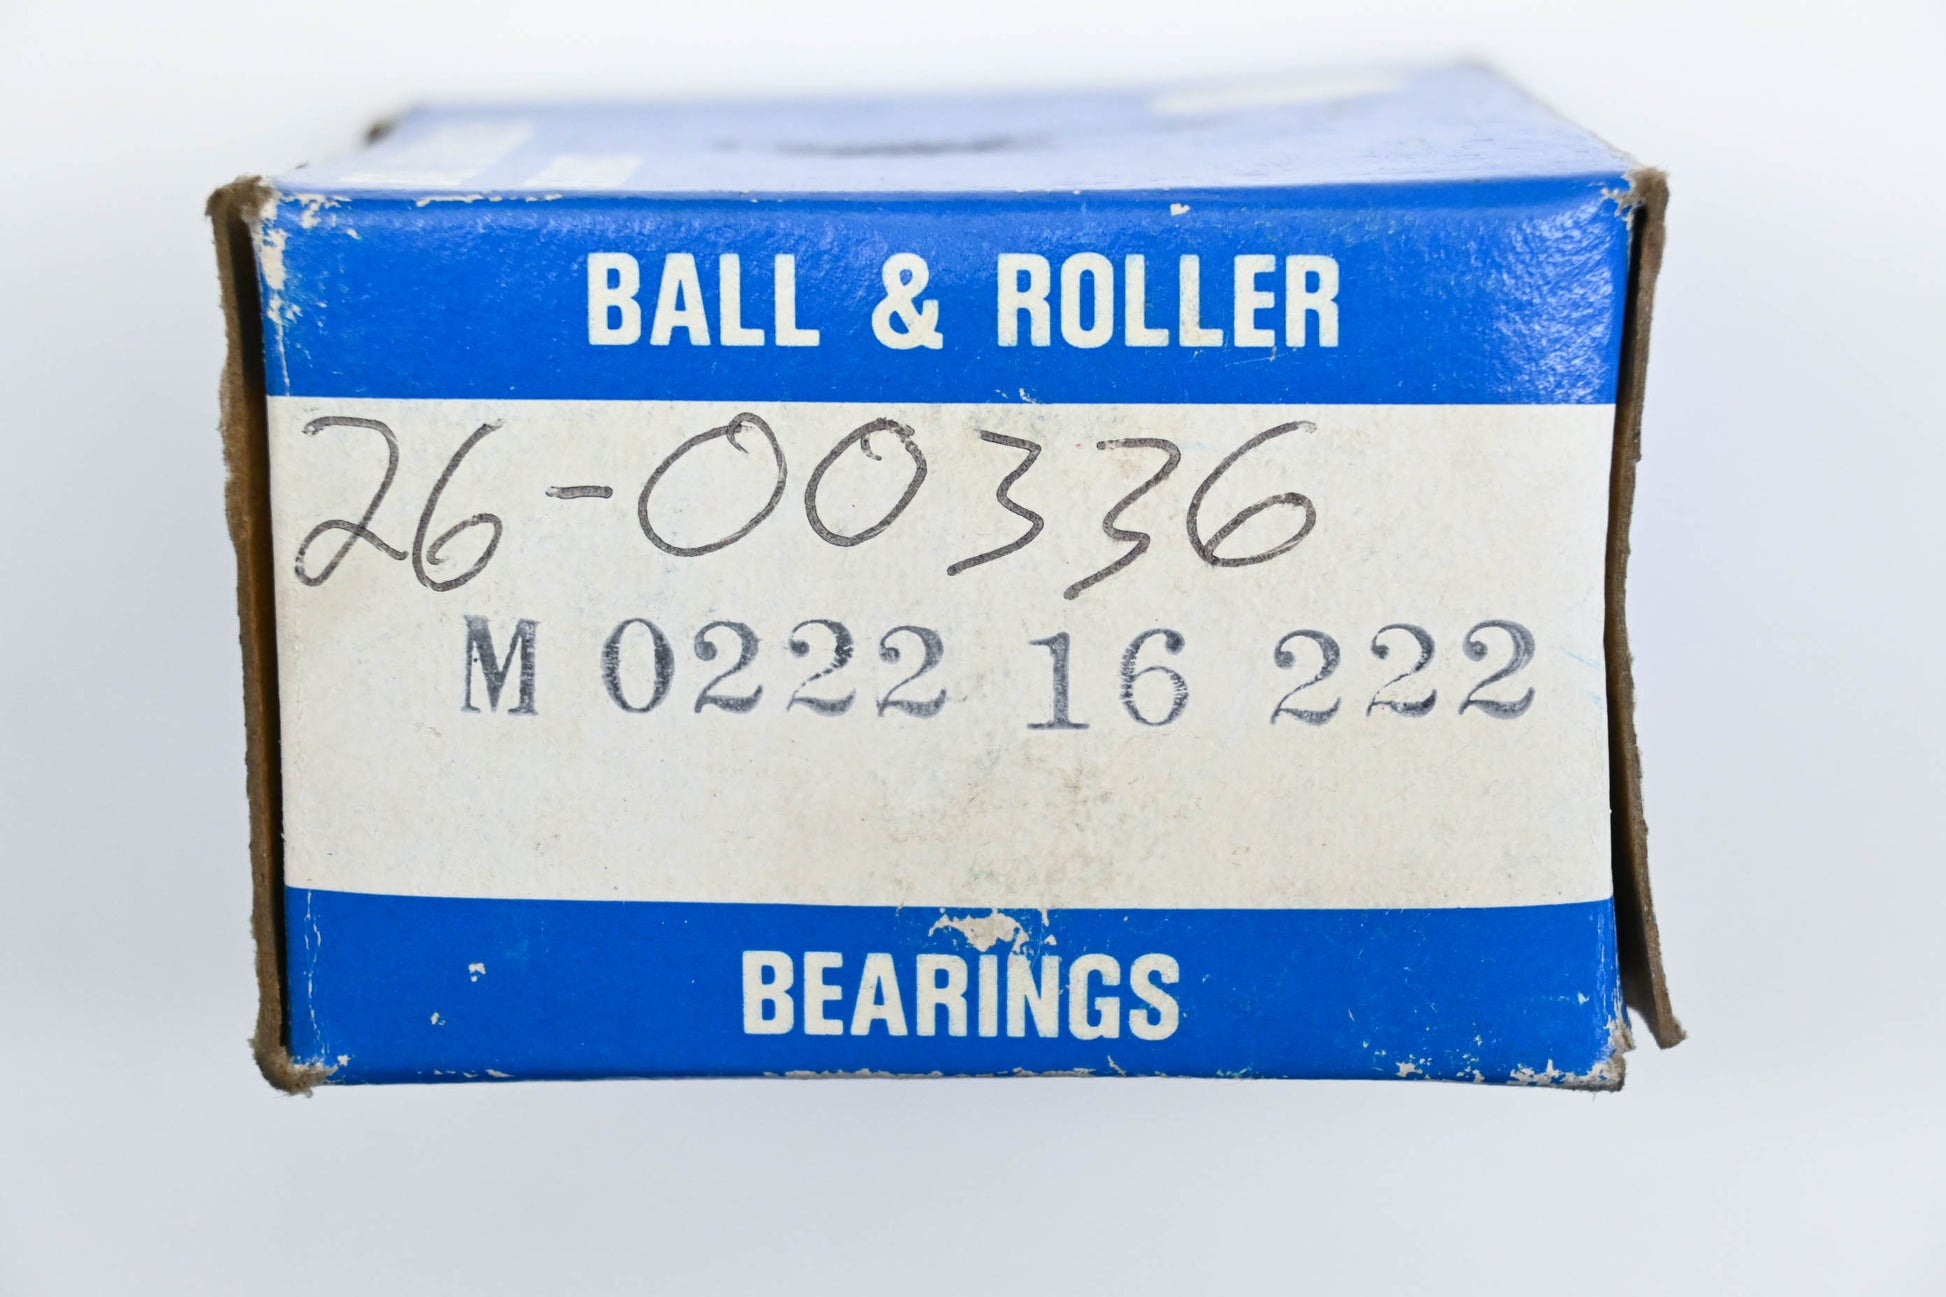 BALL & ROLLER
26-00336
M 0222 16 222
BEARINGS